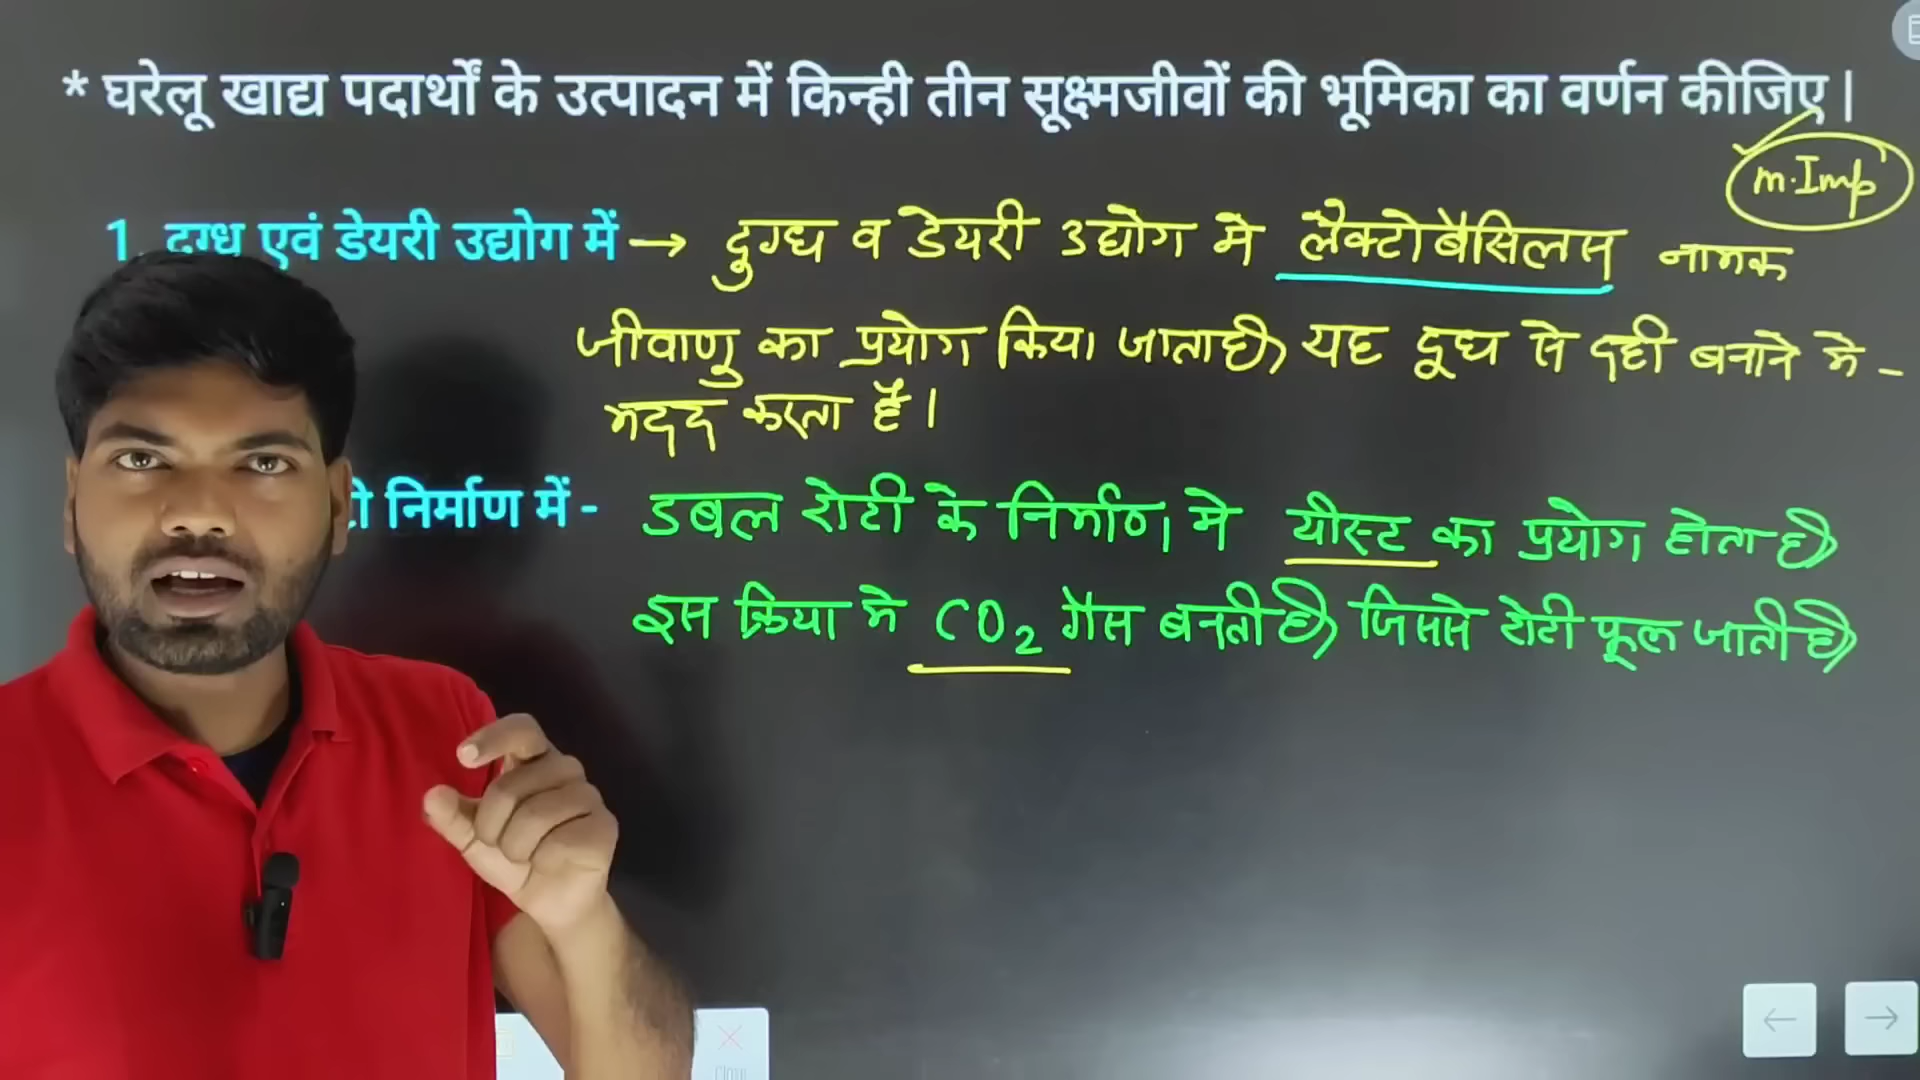 * घरेलू खाद्य पदार्थों के उत्पादन में किन्ही तीन सूक्ष्मजीवों की भूमिका का वर्णन कीजिए |
m.Imp
1. दुग्ध एवं डेयरी उद्योग में → दुग्ध व डेयरी उद्योग मे लैक्टोबैसिलस नामक
जीवाणु का प्रयोग किया जाता है, यह दूध से दही बनाने मे -
मदद करता है।
निर्माण में - डबल रोटी के निर्माण मे यीस्ट का प्रयोग होता है
इस क्रिया मे CO2 गैस बनती है, जिससे रोटी फूल जाती है